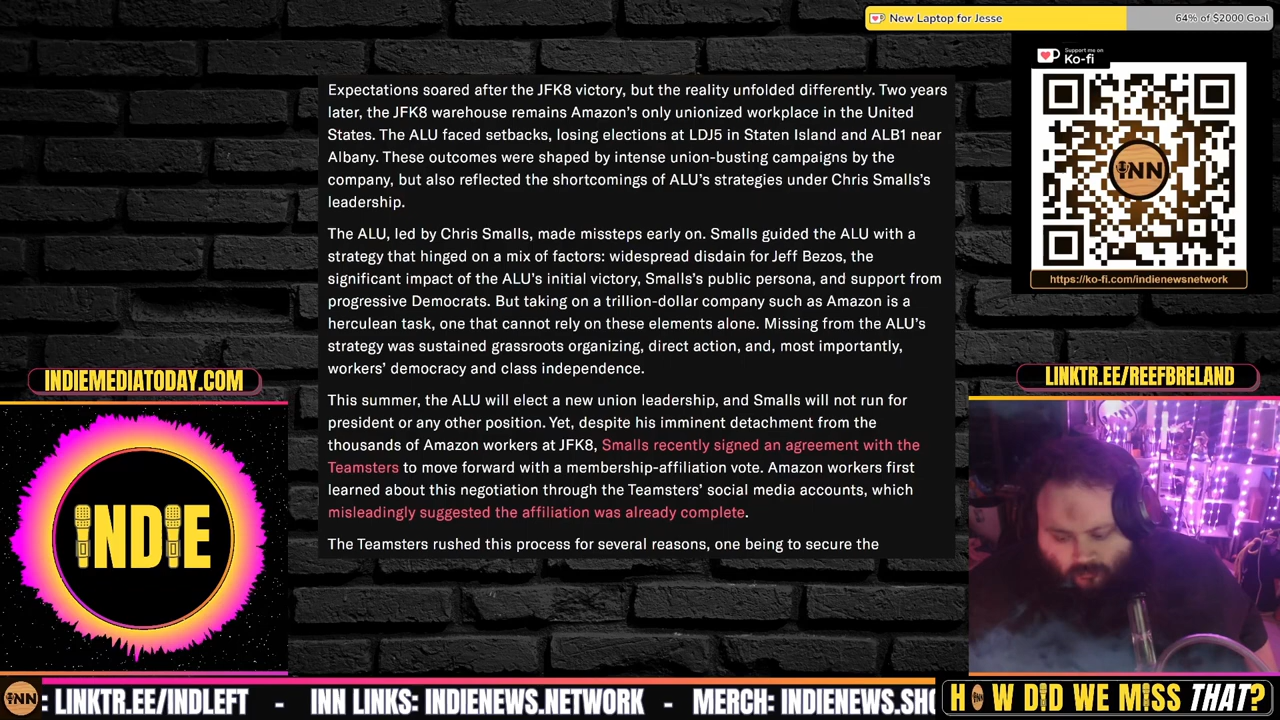 New Laptop for Jesse
64% of $2000 Goal
Support me on
Ko-fi
INN
https://ko-fi.com/indienewsnetwork
Expectations soared after the JFK8 victory, but the reality unfolded differently. Two years
later, the JFK8 warehouse remains Amazon's only unionized workplace in the United
States. The ALU faced setbacks, losing elections at LDJ5 in Staten Island and ALB1 near
Albany. These outcomes were shaped by intense union-busting campaigns by the
company, but also reflected the shortcomings of ALU's strategies under Chris Smalls's
leadership.
The ALU, led by Chris Smalls, made missteps early on. Smalls guided the ALU with a
strategy that hinged on a mix of factors: widespread disdain for Jeff Bezos, the
significant impact of the ALU's initial victory, Smalls's public persona, and support from
progressive Democrats. But taking on a trillion-dollar company such as Amazon is a
herculean task, one that cannot rely on these elements alone. Missing from the ALU's
strategy was sustained grassroots organizing, direct action, and, most importantly,
workers' democracy and class independence.
This summer, the ALU will elect a new union leadership, and Smalls will not run for
president or any other position. Yet, despite his imminent detachment from the
thousands of Amazon workers at JFK8, Smalls recently signed an agreement with the
Teamsters to move forward with a membership-affiliation vote. Amazon workers first
learned about this negotiation through the Teamsters' social media accounts, which
misleadingly suggested the affiliation was already complete.
The Teamsters rushed this process for several reasons, one being to secure the
INDIEMEDIATODAY.COM
LINKTR.EE/REEFBRELAND
INDIE
INN
: LINKTR.EE/INDLEFT - INN LINKS: INDIENEWS.NETWORK - MERCH: INDIENEWS.SHO
HOW DID WE MISS THAT?